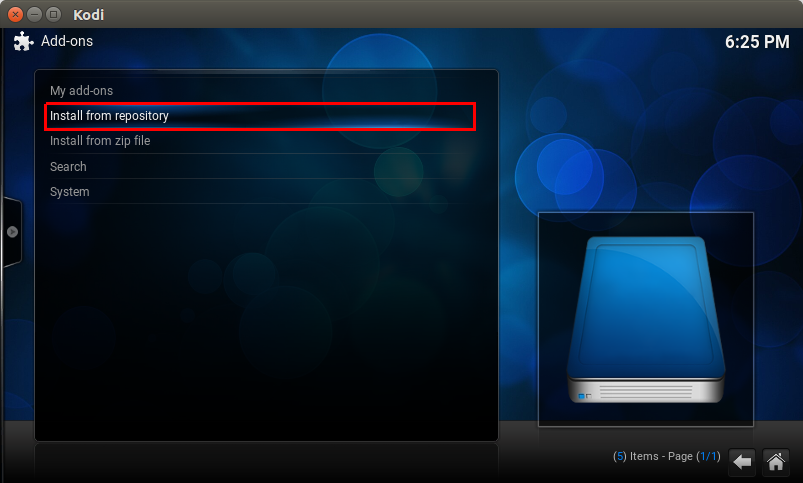 Kodi
Add-ons
6:25 PM
My add-ons
Install from repository
Install from zip file
Search
System
(5) Items - Page (1/1)